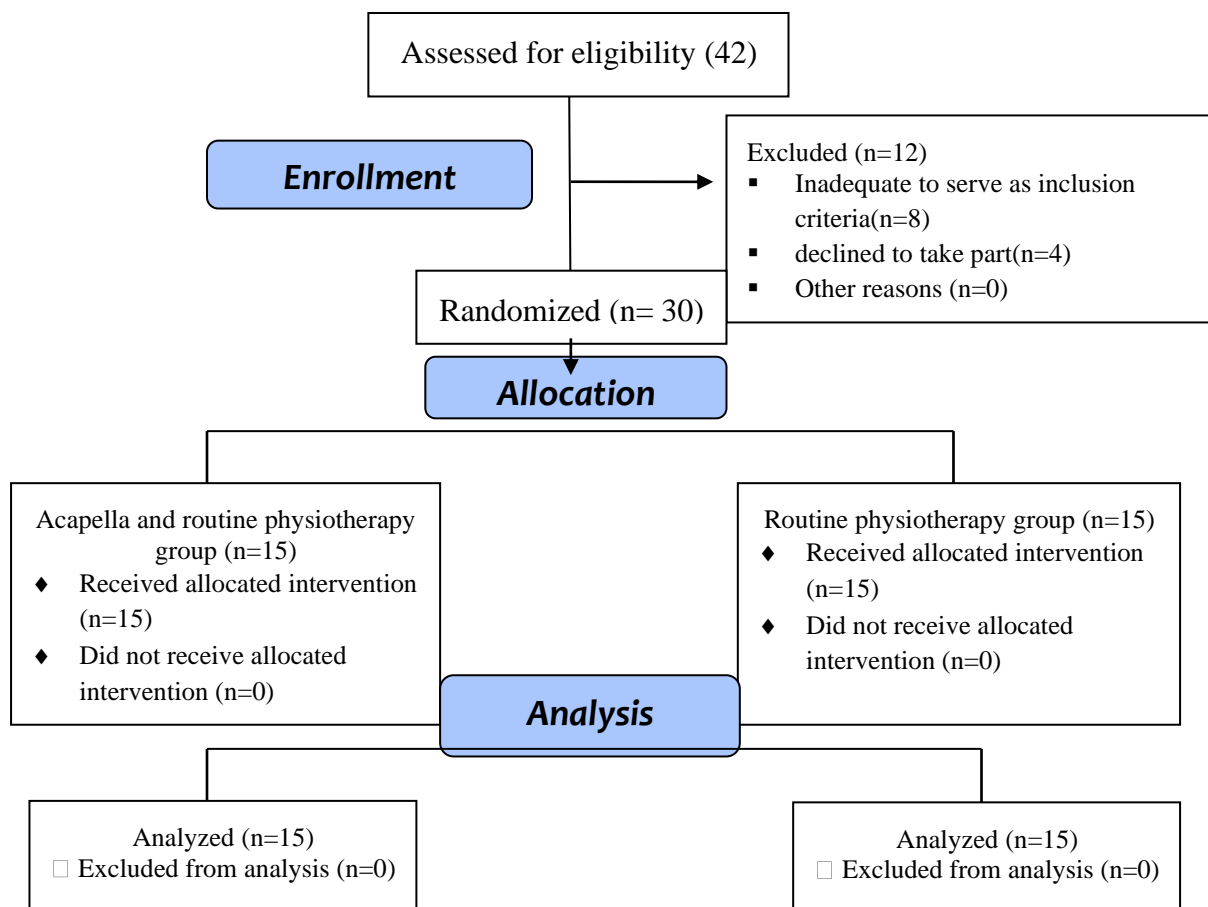 Assessed for eligibility (42)
Enrollment
Excluded (n=12)
▪ Inadequate to serve as inclusion
criteria(n=8)
▪ declined to take part(n=4)
▪ Other reasons (n=0)
Randomized (n= 30)
Allocation
Acapella and routine physiotherapy
group (n=15)
♦ Received allocated intervention
(n=15)
♦ Did not receive allocated
intervention (n=0)
Routine physiotherapy group (n=15)
♦ Received allocated intervention
(n=15)
♦ Did not receive allocated
intervention (n=0)
Analysis
Analyzed (n=15)
□ Excluded from analysis (n=0)
Analyzed (n=15)
□ Excluded from analysis (n=0)